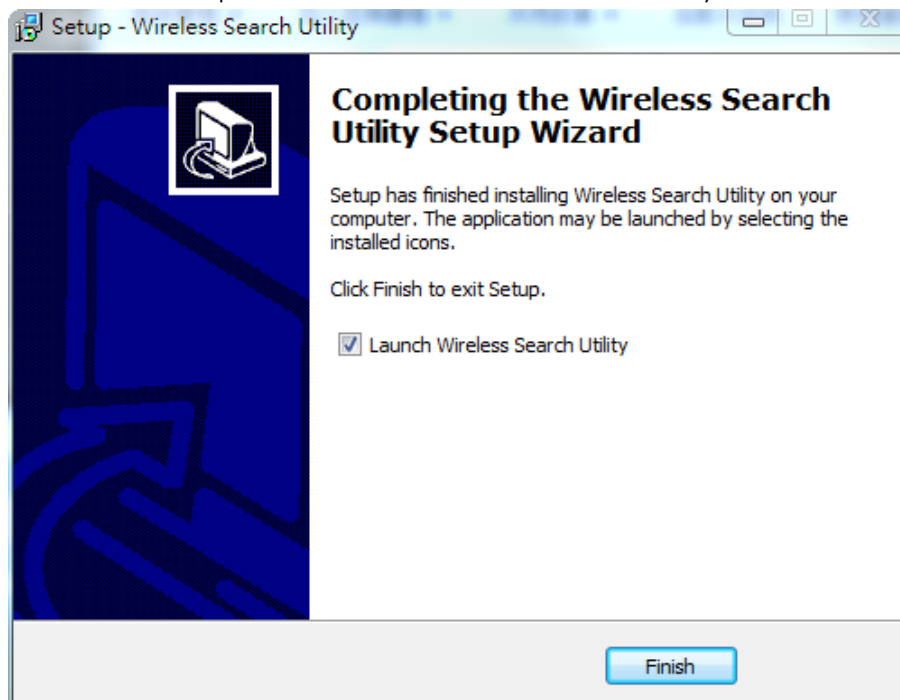 Setup - Wireless Search Utility
Completing the Wireless Search
Utility Setup Wizard
Setup has finished installing Wireless Search Utility on your
computer. The application may be launched by selecting the
installed icons.
Click Finish to exit Setup.
Launch Wireless Search Utility
Finish